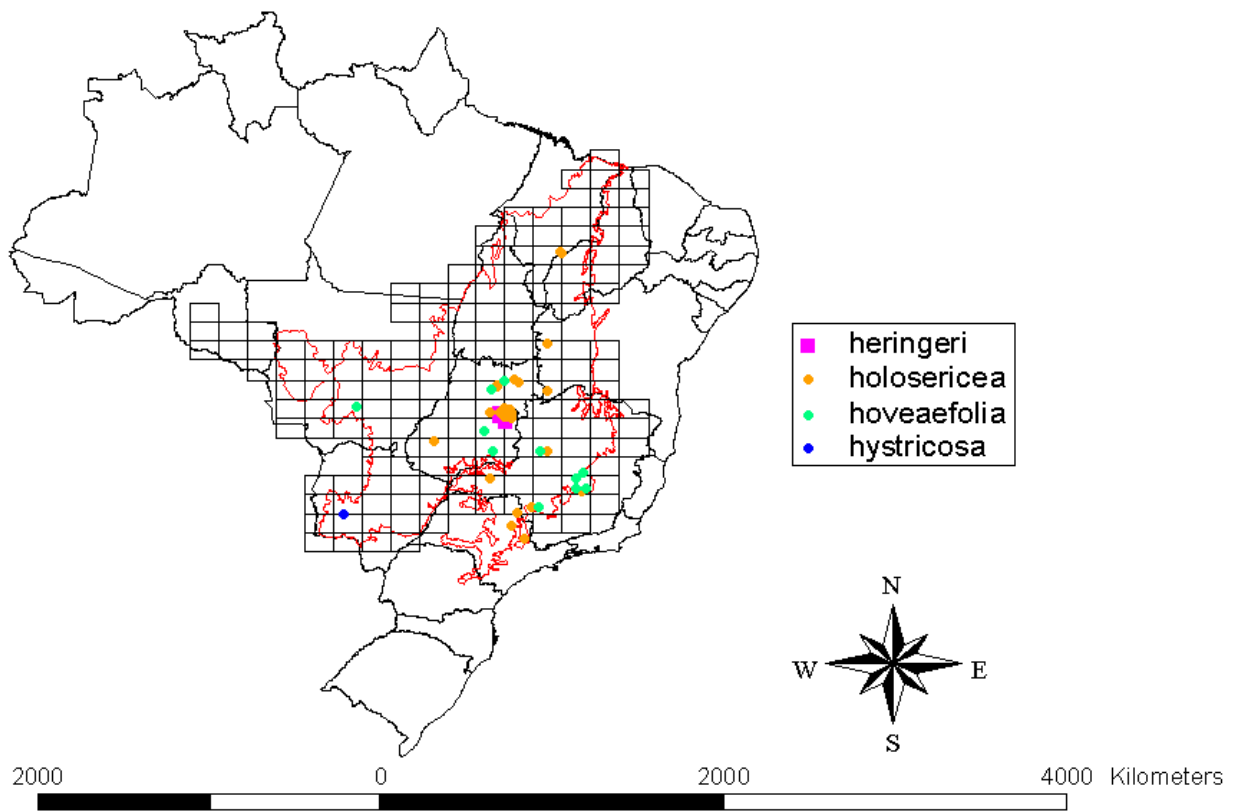 heringeri
holosericea
hoveaefolia
hystricosa
N
W E
S
2000 0 2000 4000 Kilometers